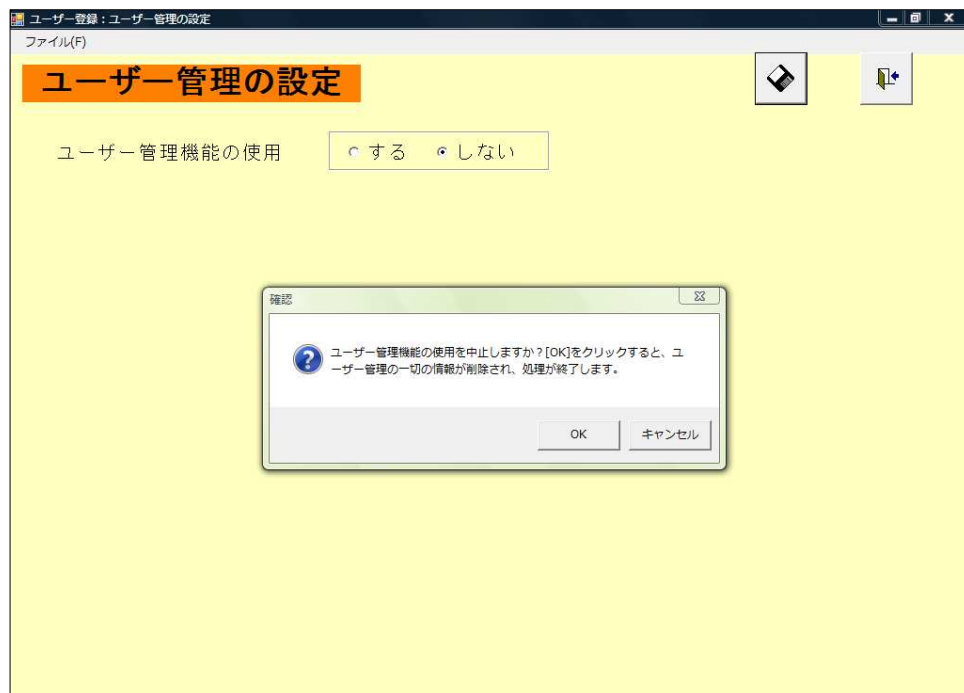 ユーザー登録：ユーザー管理の設定
ファイル(F)
ユーザー管理の設定
ユーザー管理機能の使用 する しない
確認
ユーザー管理機能の使用を中止しますか？[OK]をクリックすると、ユ
ーザー管理の一切の情報が削除され、処理が終了します。
OK キャンセル